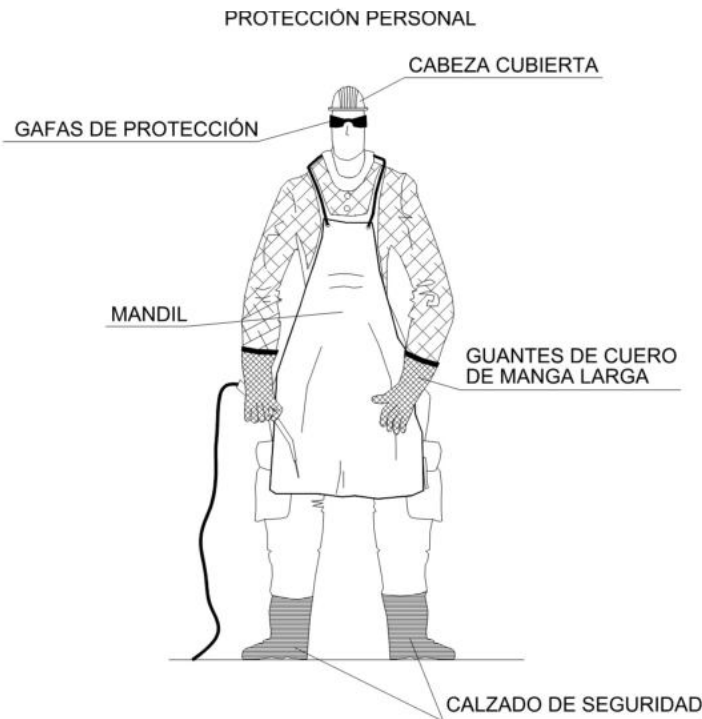 PROTECCIÓN PERSONAL
CABEZA CUBIERTA
GAFAS DE PROTECCIÓN
MANDIL
GUANTES DE CUERO
DE MANGA LARGA
CALZADO DE SEGURIDAD